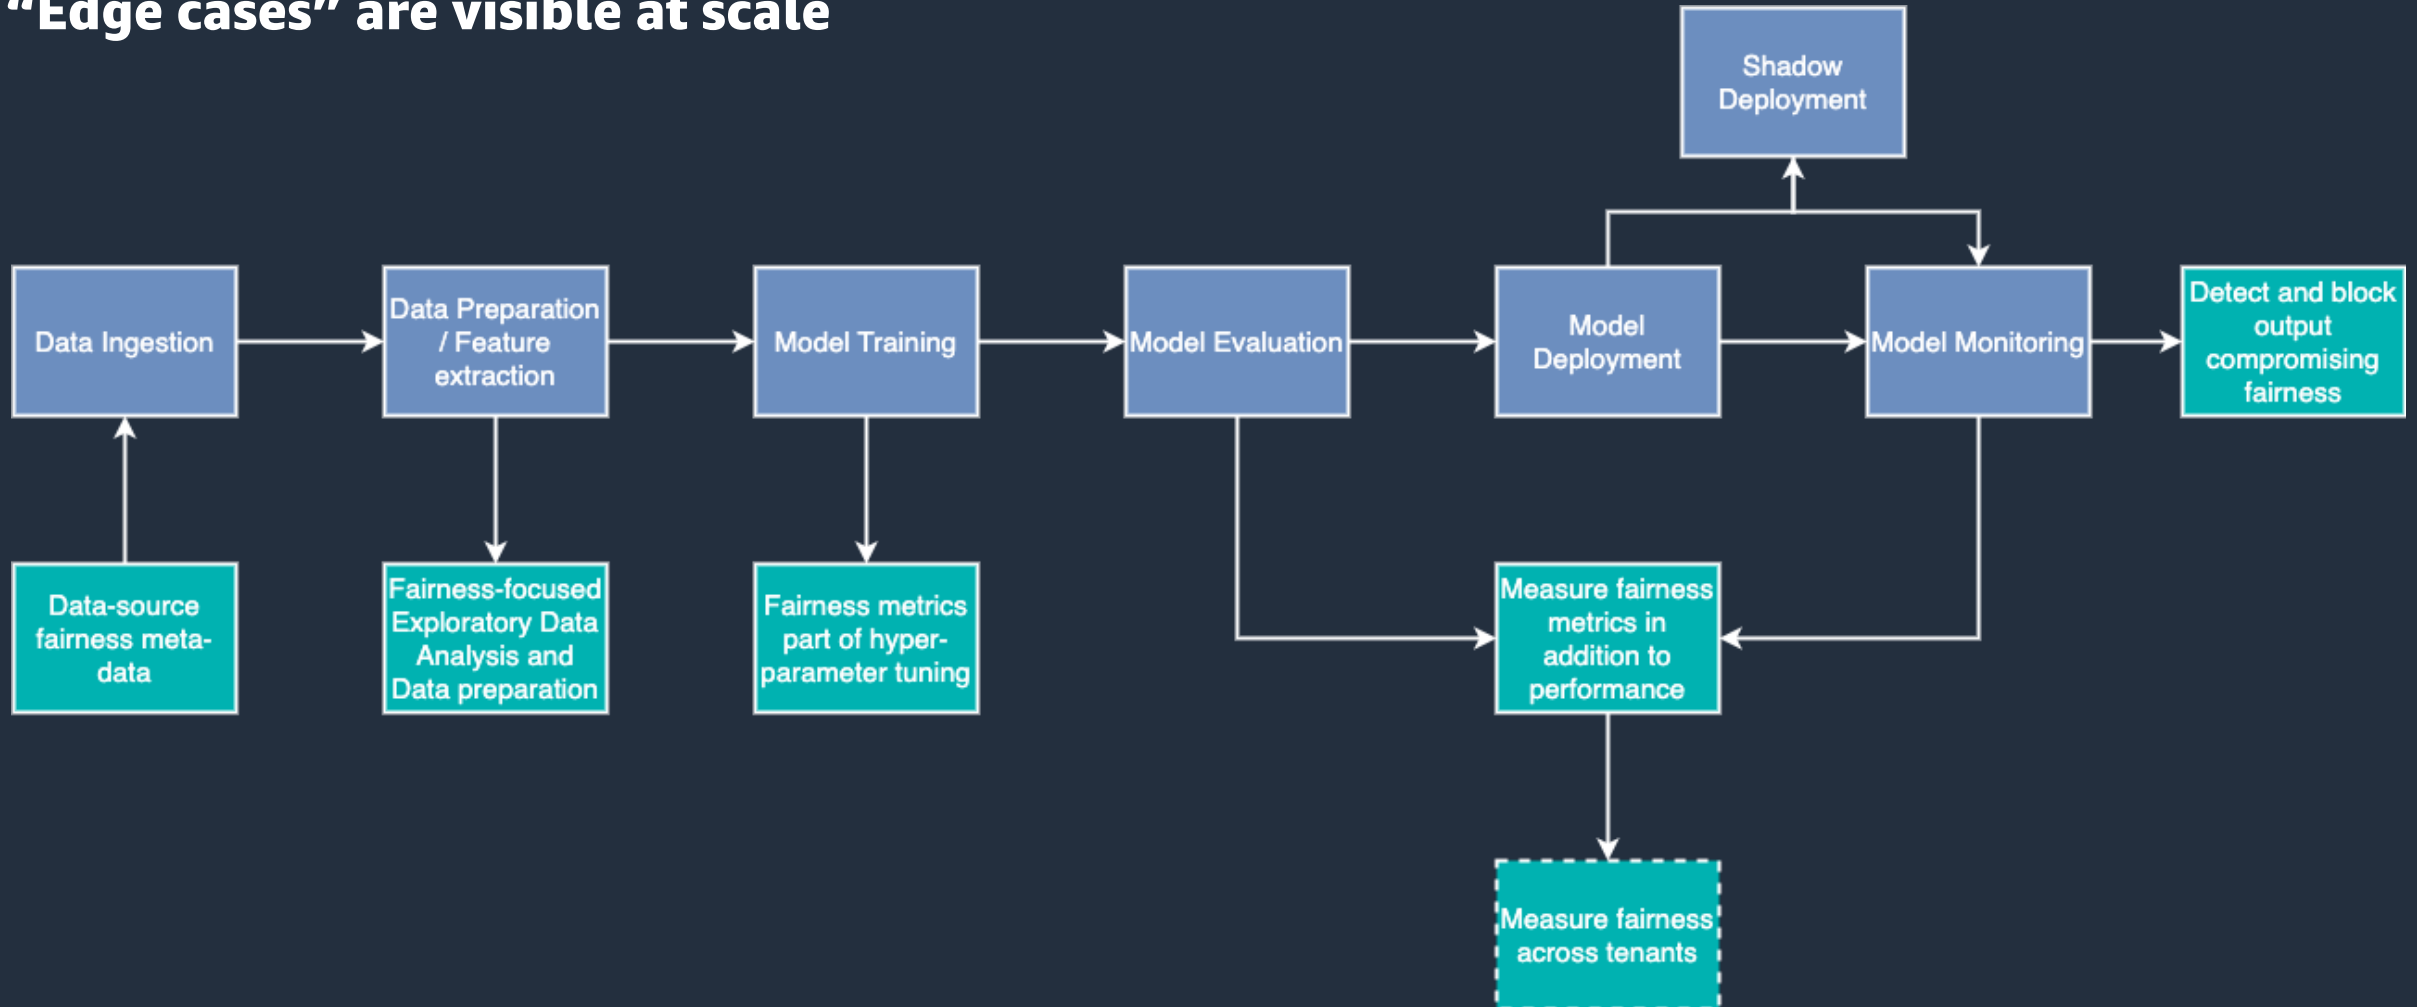 “Edge cases” are visible at scale
Shadow
Deployment
Data Ingestion
Data Preparation
/ Feature
extraction
Model Training
Model Evaluation
Model
Deployment
Model Monitoring
Detect and block
output
compromising
fairness
Data-source
fairness meta-
data
Fairness-focused
Exploratory Data
Analysis and
Data preparation
Fairness metrics
part of hyper-
parameter tuning
Measure fairness
metrics in
addition to
performance
Measure fairness
across tenants